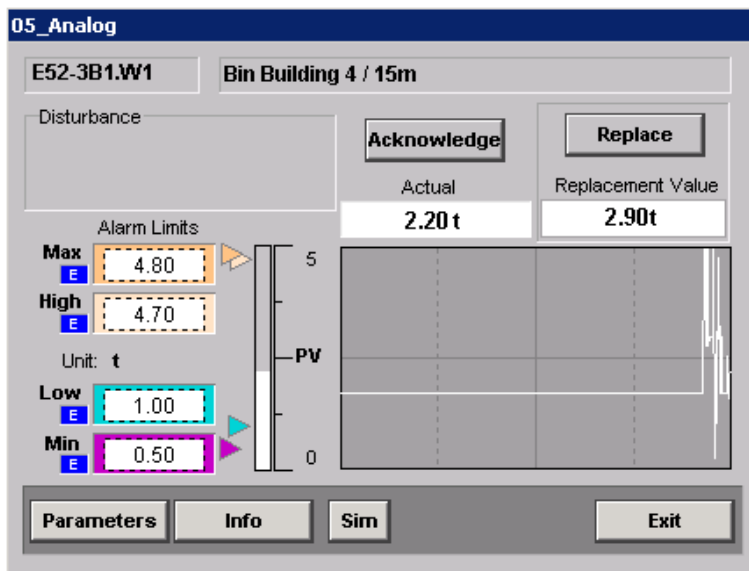 05_Analog
E52-3B1.W1 Bin Building 4 / 15m
Disturbance
Acknowledge Replace
Actual Replacement Value
2.20 t 2.90t
Alarm Limits
Max 4.80 5
E
High 4.70
E
Unit: t PV
Low 1.00
E
Min 0.50 0
E
Parameters Info Sim Exit